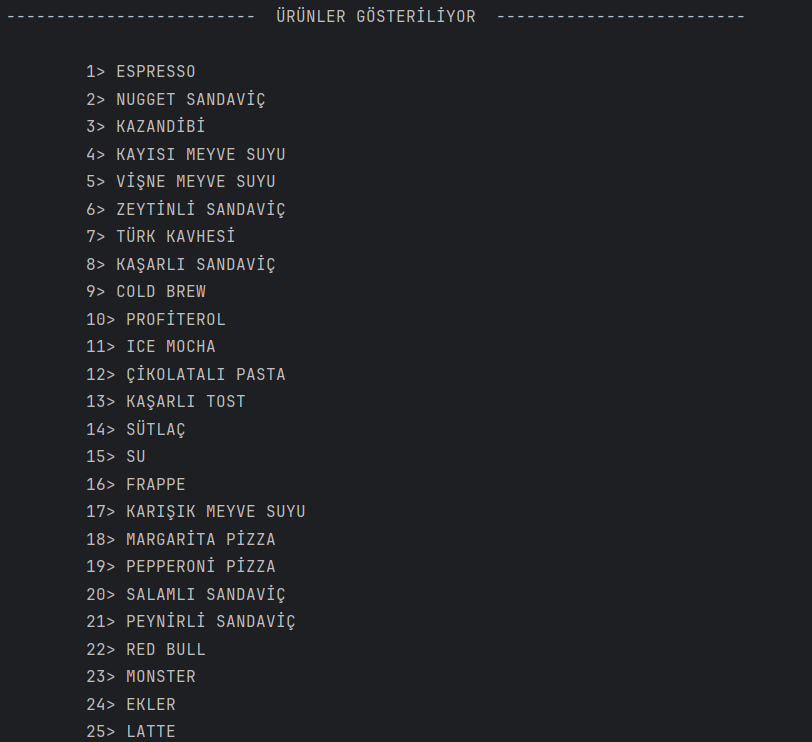 ------------------------- ÜRÜNLER GÖSTERİLİYOR -------------------------
1> ESPRESSO
2> NUGGET SANDAVİÇ
3> KAZANDİBİ
4> KAYISI MEYVE SUYU
5> VİŞNE MEYVE SUYU
6> ZEYTİNLİ SANDAVİÇ
7> TÜRK KAVHESİ
8> KAŞARLI SANDAVİÇ
9> COLD BREW
10> PROFİTEROL
11> ICE MOCHA
12> ÇİKOLATALI PASTA
13> KAŞARLI TOST
14> SÜTLAÇ
15> SU
16> FRAPPE
17> KARIŞIK MEYVE SUYU
18> MARGARİTA PİZZA
19> PEPPERONİ PİZZA
20> SALAMLI SANDAVİÇ
21> PEYNİRLİ SANDAVİÇ
22> RED BULL
23> MONSTER
24> EKLER
25> LATTE